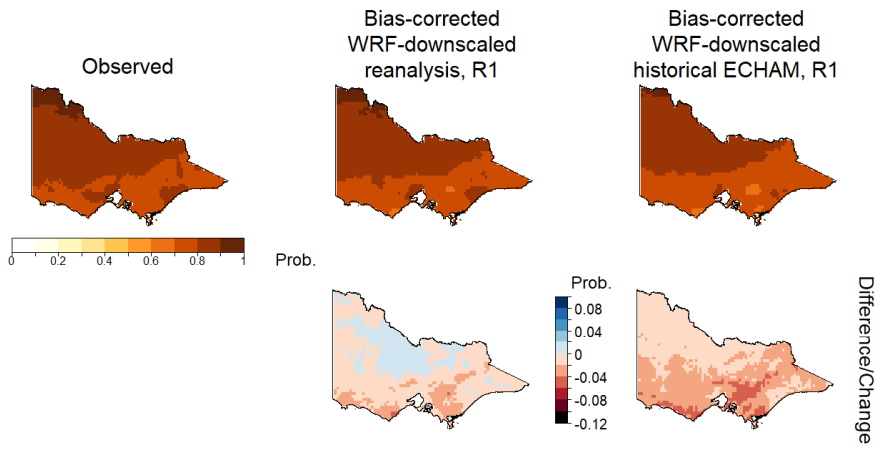 Observed
Bias-corrected
WRF-downscaled
reanalysis, R1
Bias-corrected
WRF-downscaled
historical ECHAM, R1
0 0.2 0.4 0.6 0.8 1
Prob.
Prob.
0.08
0.04
0
-0.04
-0.08
-0.12
Difference/Change